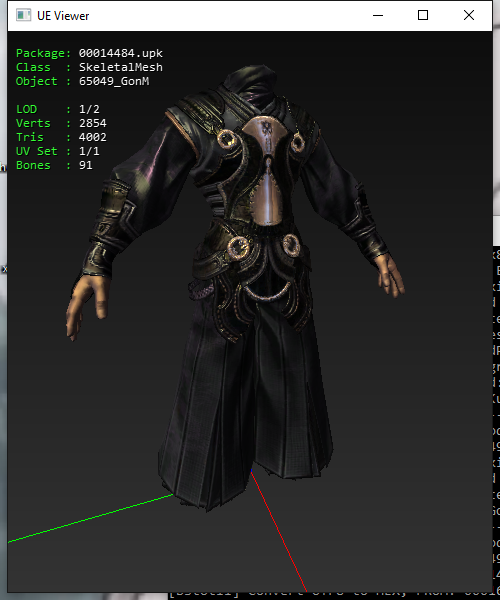 UE Viewer
Package: 00014484.upk
Class : SkeletalMesh
Object : 65049_GonM
LOD : 1/2
Verts : 2854
Tris : 4002
UV Set : 1/1
Bones : 91